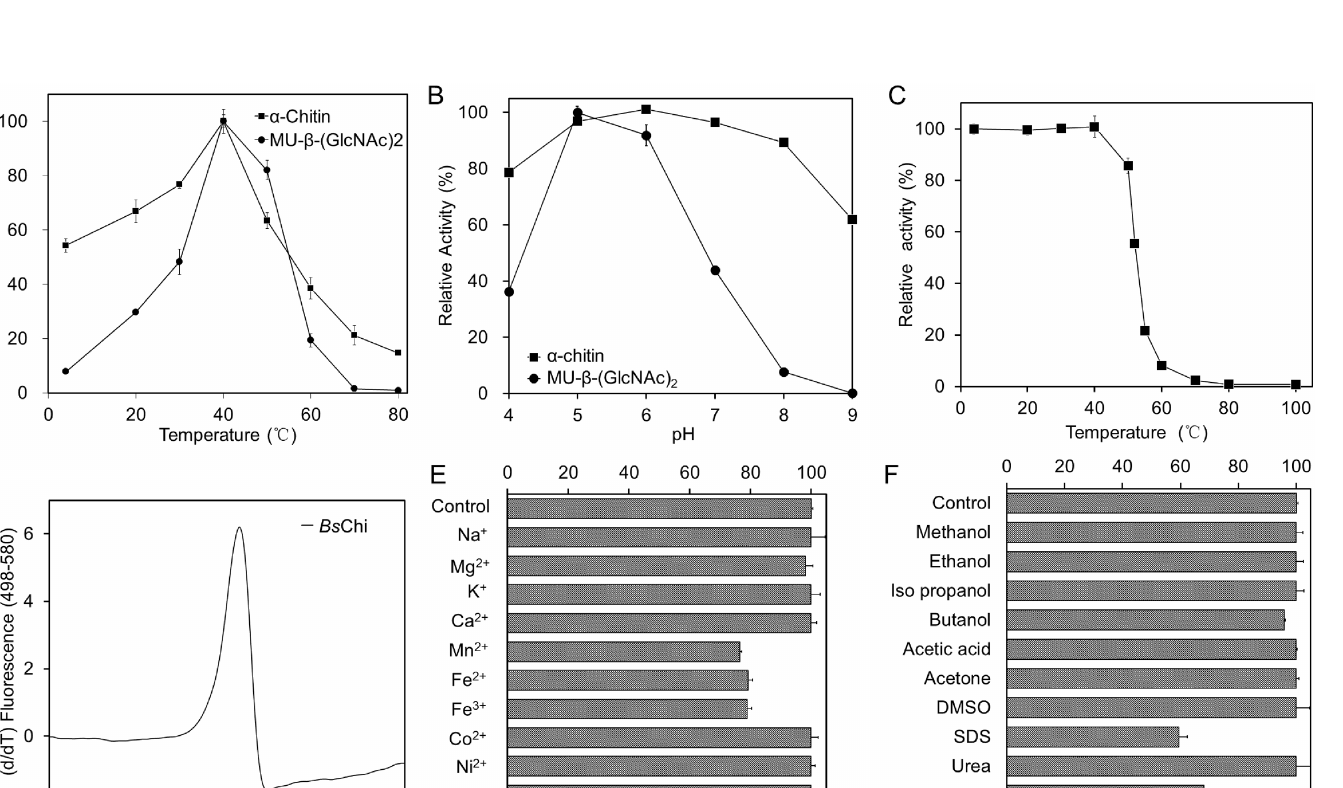 B
C
α-Chitin
MU-β-(GlcNAc)2
100
80
60
40
20
0
0 20 40 60 80
Temperature (℃)
Relative Activity (%)
100
80
60
40
20
0
α-chitin
MU-β-(GlcNAc)₂
4 5 6 7 8 9
pH
Relative activity (%)
100
80
60
40
20
0
0 20 40 60 80 100
Temperature (℃)
(d/dT) Fluorescence (498-580)
6
4
2
0
BsChi
E
0 20 40 60 80 100
Control
Na⁺
Mg²⁺
K⁺
Ca²⁺
Mn²⁺
Fe²⁺
Fe³⁺
Co²⁺
Ni²⁺
F
0 20 40 60 80 100
Control
Methanol
Ethanol
Iso propanol
Butanol
Acetic acid
Acetone
DMSO
SDS
Urea